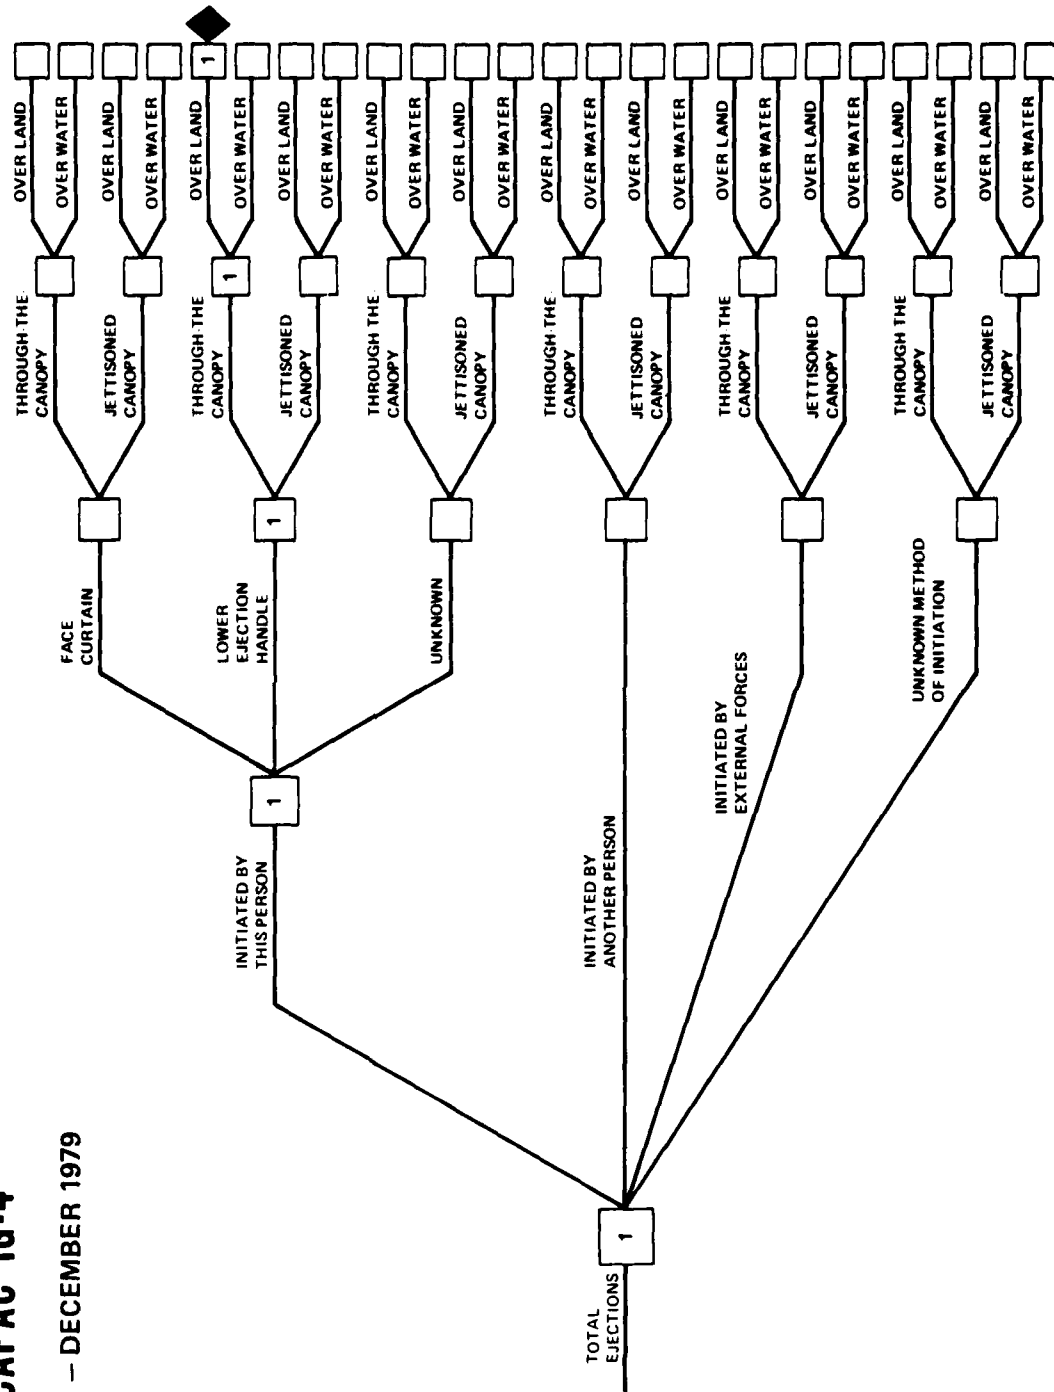 CAPAC IG-4
– DECEMBER 1979
TOTAL
EJECTIONS
1
INITIATED BY
THIS PERSON
1
INITIATED BY
ANOTHER PERSON
INITIATED BY
EXTERNAL FORCES
UNKNOWN METHOD
OF INITIATION
FACE
CURTAIN
LOWER
EJECTION
HANDLE
1
UNKNOWN
THROUGH-THE-
CANOPY
JETTISONED
CANOPY
THROUGH-THE
CANOPY
1
JETTISONED
CANOPY
THROUGH THE
CANOPY
JETTISONED
CANOPY
THROUGH-THE-
CANOPY
JETTISONED
CANOPY
THROUGH-THE
CANOPY
JETTISONED
CANOPY
THROUGH THE
CANOPY
JETTISONED
CANOPY
OVER LAND
OVER WATER
OVER LAND
OVER WATER
OVER LAND
1
OVER WATER
OVER LAND
OVER WATER
OVER LAND
OVER WATER
OVER LAND
OVER WATER
OVER LAND
OVER WATER
OVER LAND
OVER WATER
OVER LAND
OVER WATER
OVER LAND
OVER WATER
OVER LAND
OVER WATER
OVER LAND
OVER WATER